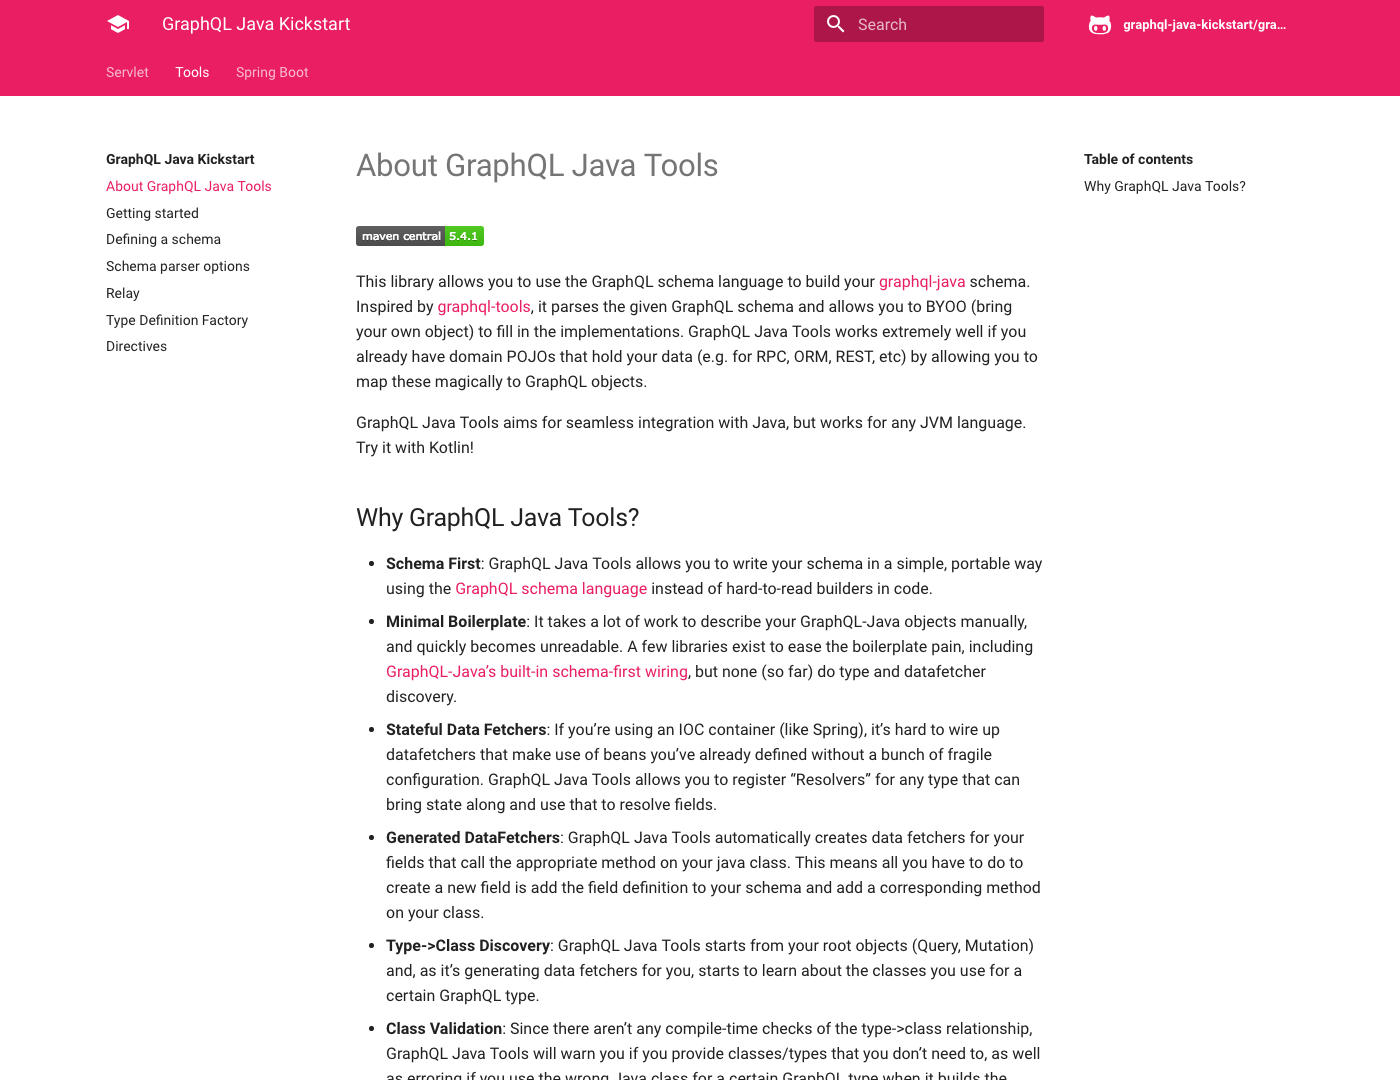 GraphQL Java Kickstart
Search
graphql-java-kickstart/gra...
Servlet
Tools
Spring Boot
GraphQL Java Kickstart
About GraphQL Java Tools
Getting started
Defining a schema
Schema parser options
Relay
Type Definition Factory
Directives
About GraphQL Java Tools
maven central 5.4.1
This library allows you to use the GraphQL schema language to build your graphql-java schema.
Inspired by graphql-tools, it parses the given GraphQL schema and allows you to BYOO (bring
your own object) to fill in the implementations. GraphQL Java Tools works extremely well if you
already have domain POJOs that hold your data (e.g. for RPC, ORM, REST, etc) by allowing you to
map these magically to GraphQL objects.
GraphQL Java Tools aims for seamless integration with Java, but works for any JVM language.
Try it with Kotlin!
Why GraphQL Java Tools?
• Schema First: GraphQL Java Tools allows you to write your schema in a simple, portable way
using the GraphQL schema language instead of hard-to-read builders in code.
• Minimal Boilerplate: It takes a lot of work to describe your GraphQL-Java objects manually,
and quickly becomes unreadable. A few libraries exist to ease the boilerplate pain, including
GraphQL-Java’s built-in schema-first wiring, but none (so far) do type and datafetcher
discovery.
• Stateful Data Fetchers: If you’re using an IOC container (like Spring), it’s hard to wire up
datafetchers that make use of beans you’ve already defined without a bunch of fragile
configuration. GraphQL Java Tools allows you to register “Resolvers” for any type that can
bring state along and use that to resolve fields.
• Generated DataFetchers: GraphQL Java Tools automatically creates data fetchers for your
fields that call the appropriate method on your java class. This means all you have to do to
create a new field is add the field definition to your schema and add a corresponding method
on your class.
• Type->Class Discovery: GraphQL Java Tools starts from your root objects (Query, Mutation)
and, as it’s generating data fetchers for you, starts to learn about the classes you use for a
certain GraphQL type.
• Class Validation: Since there aren’t any compile-time checks of the type->class relationship,
GraphQL Java Tools will warn you if you provide classes/types that you don’t need to, as well
as erroring if you use the wrong Java class for a certain GraphQL type when it builds the
Table of contents
Why GraphQL Java Tools?